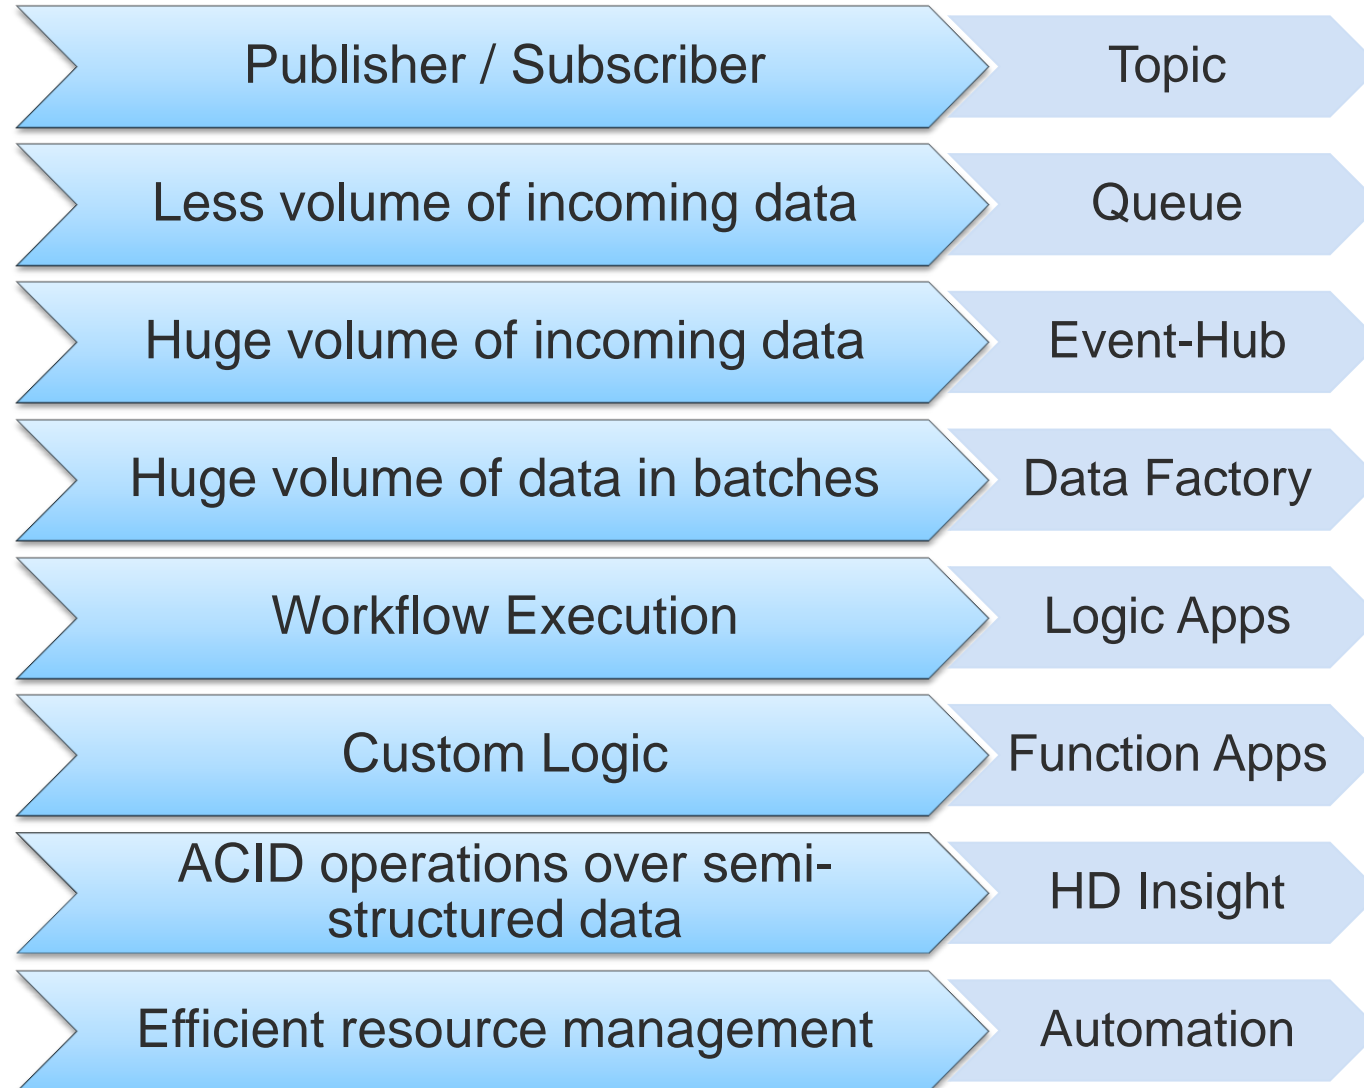 Publisher / Subscriber
Topic
Less volume of incoming data
Queue
Huge volume of incoming data
Event-Hub
Huge volume of data in batches
Data Factory
Workflow Execution
Logic Apps
Custom Logic
Function Apps
ACID operations over semi-
structured data
HD Insight
Efficient resource management
Automation